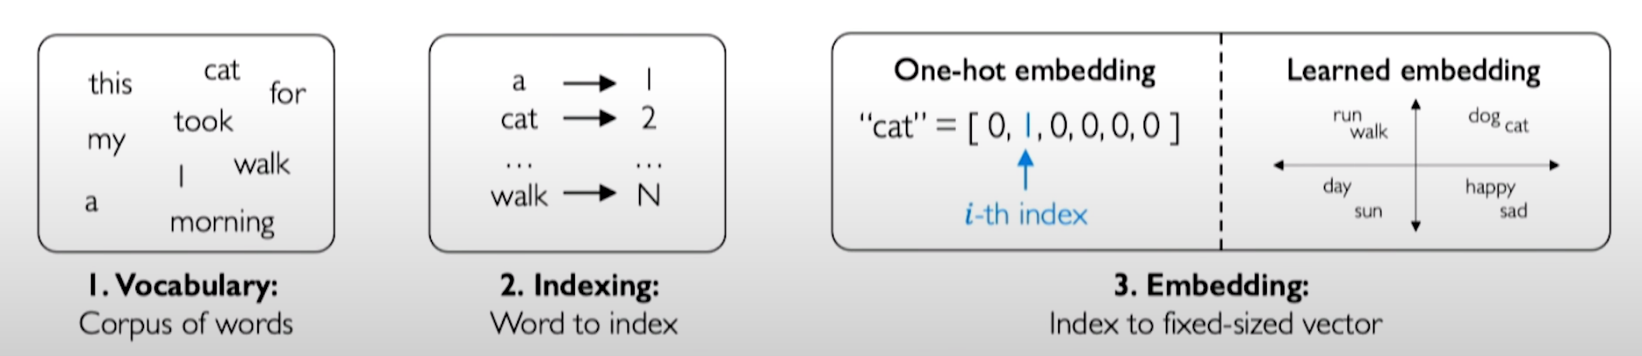 this
cat
for
took
my
I
walk
a
morning
1. Vocabulary:
Corpus of words
a → 1
cat → 2
... ...
walk → N
2. Indexing:
Word to index
One-hot embedding
"cat" = [ 0, 1, 0, 0, 0, 0 ]
i-th index
Learned embedding
run
walk
dog
cat
day
sun
happy
sad
3. Embedding:
Index to fixed-sized vector